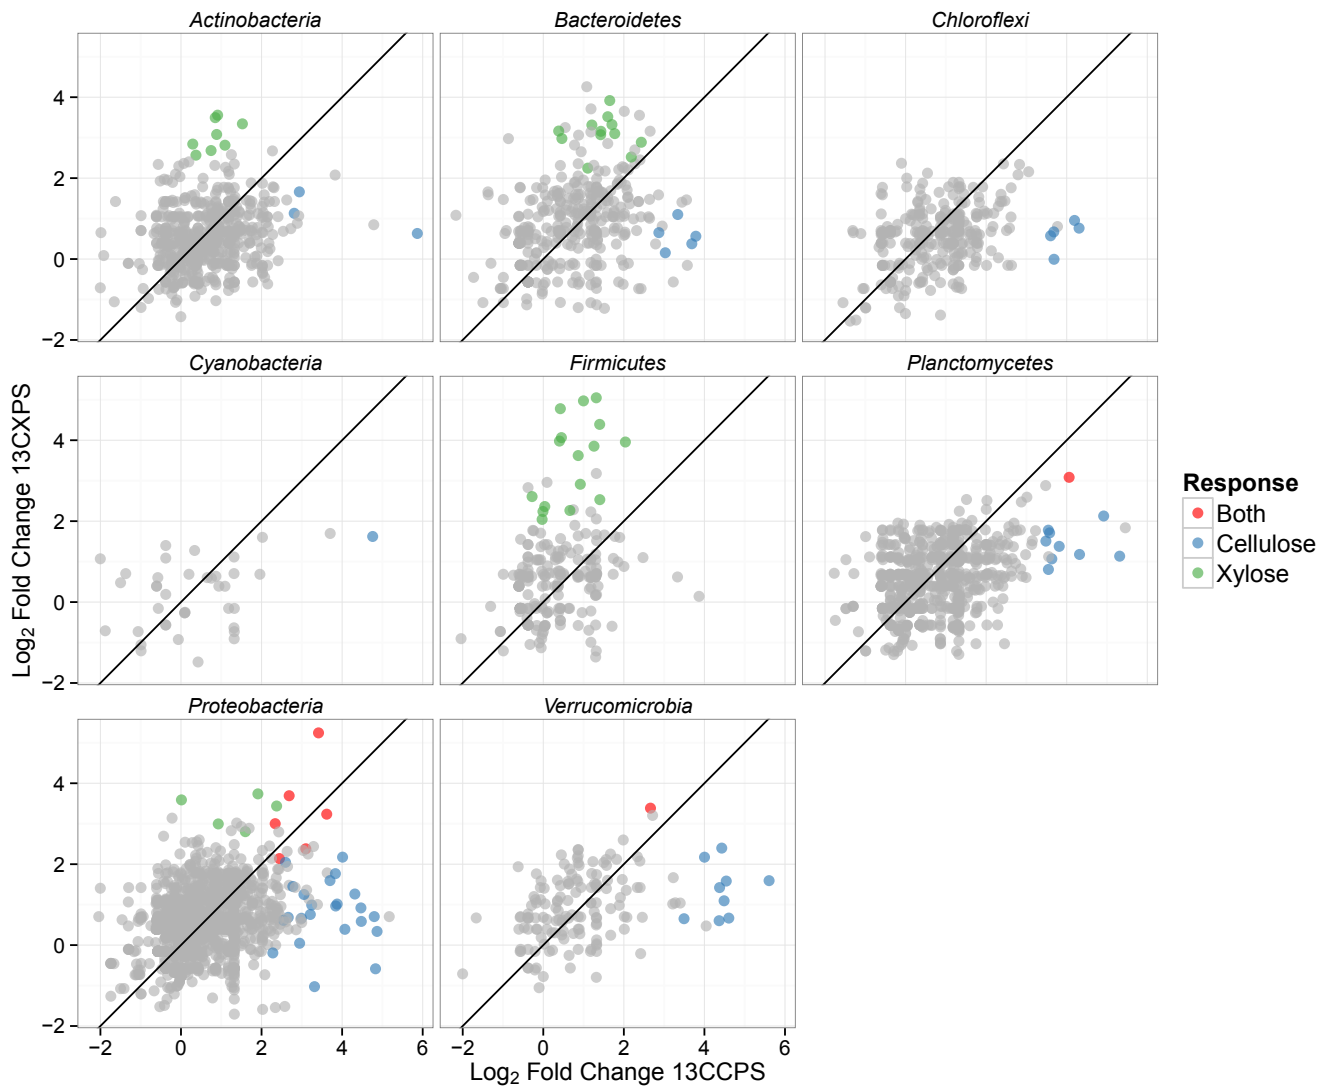 Actinobacteria Bacteroidetes Chloroflexi
4
2
0
−2
Cyanobacteria Firmicutes Planctomycetes
4
2
0
−2
Proteobacteria Verrucomicrobia
4
2
0
−2
−2 0 2 4 6 −2 0 2 4 6
Log2 Fold Change 13CCPS
Log2 Fold Change 13CXPS
Response
Both
Cellulose
Xylose